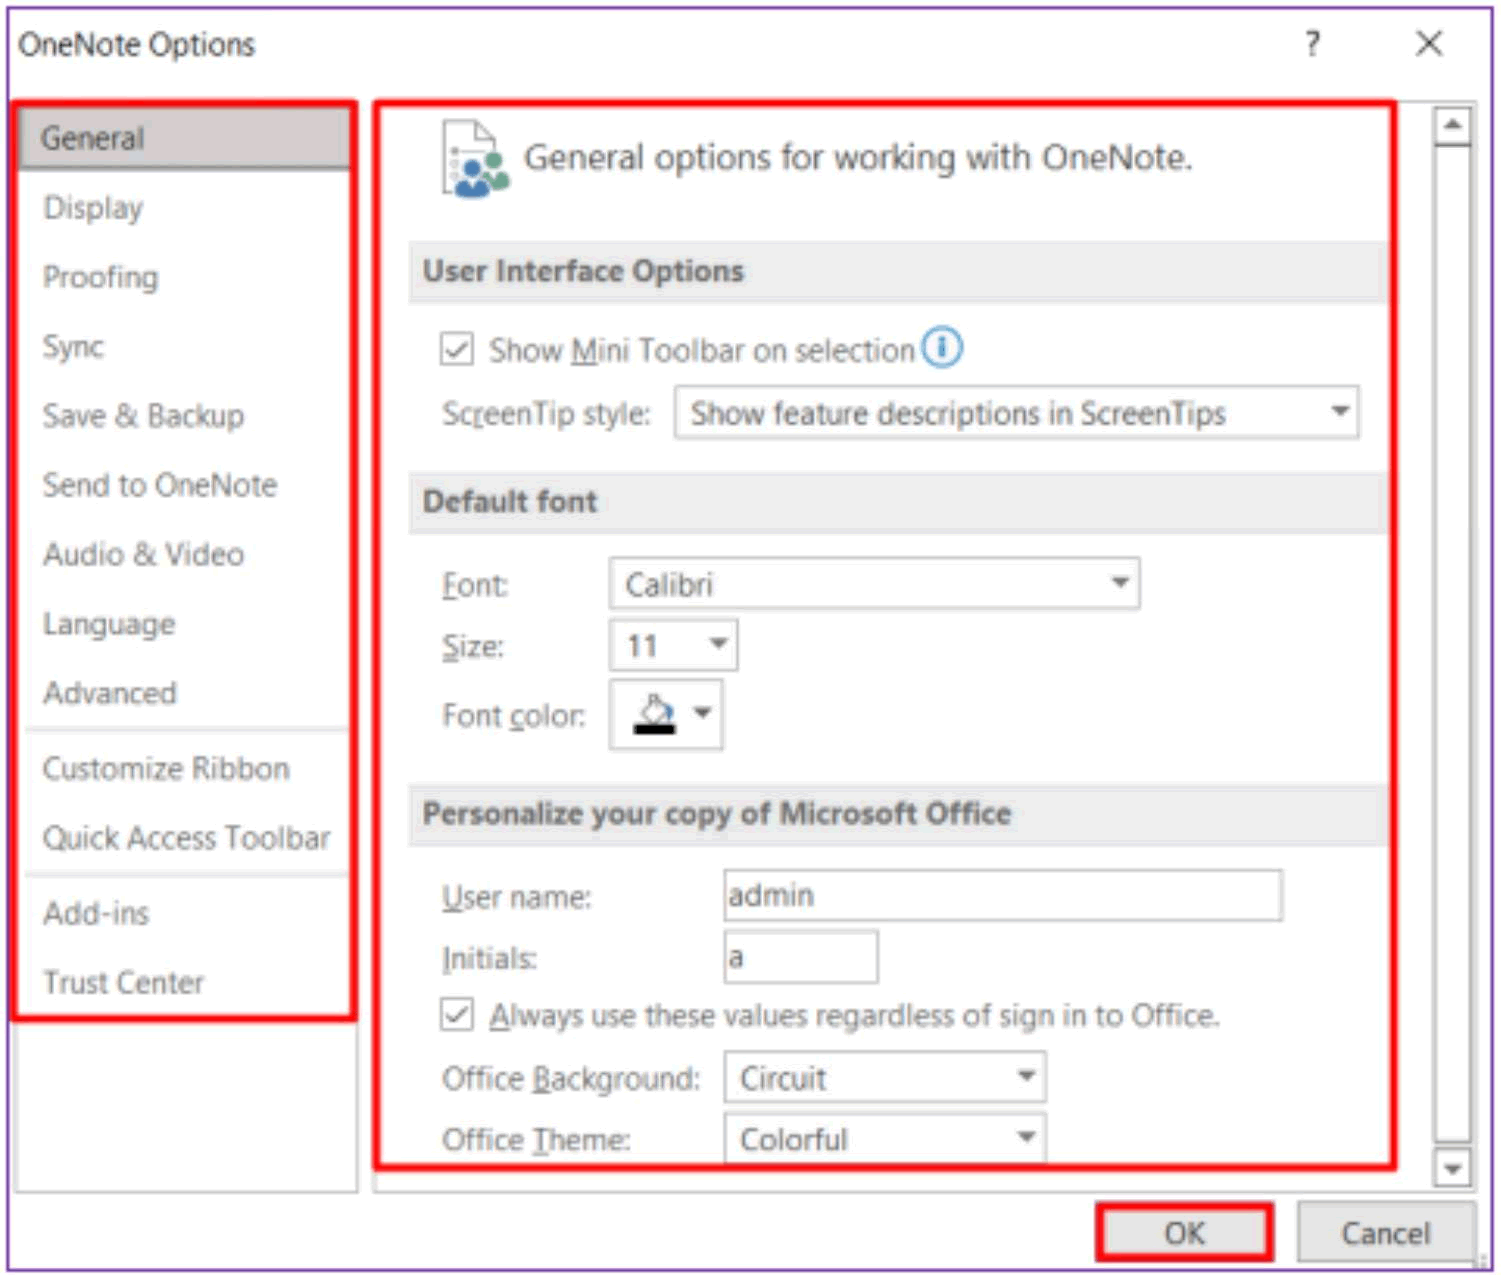 OneNote Options
?
General
Display
Proofing
Sync
Save & Backup
Send to OneNote
Audio & Video
Language
Advanced
Customize Ribbon
Quick Access Toolbar
Add-ins
Trust Center
General options for working with OneNote.
User Interface Options
Show Mini Toolbar on selection
ScreenTip style: Show feature descriptions in ScreenTips
Default font
Font: Calibri
Size: 11
Font color:
Personalize your copy of Microsoft Office
User name: admin
Initials: a
Always use these values regardless of sign in to Office.
Office Background: Circuit
Office Theme: Colorful
OK Cancel